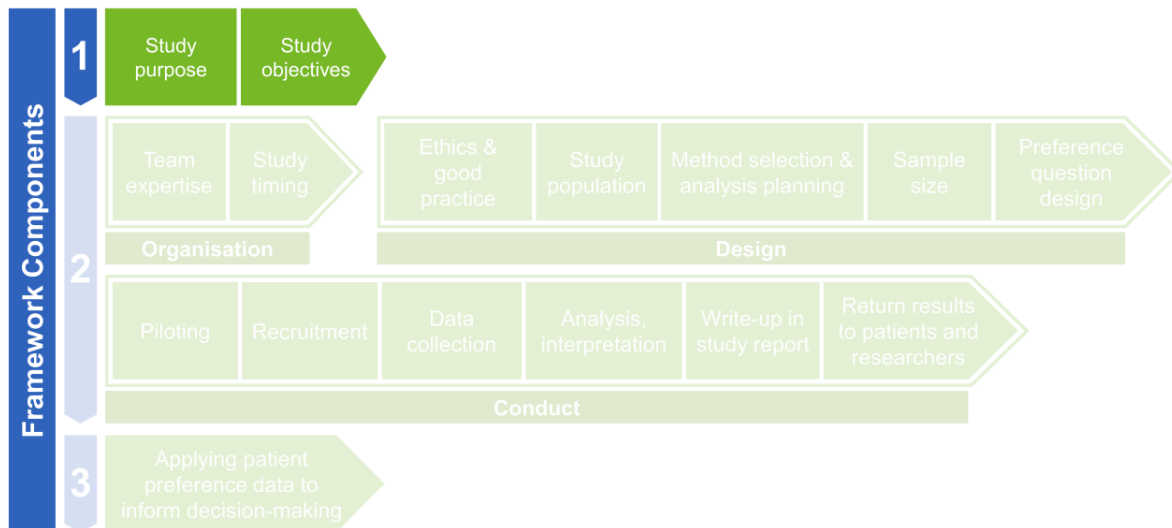 Framework Components
1
Study
purpose
Study
objectives
2
Team
expertise
Study
timing
Organisation
Ethics &
good
practice
Study
population
Method selection &
analysis planning
Sample
size
Preference
question
design
Design
Piloting
Recruitment
Data
collection
Analysis,
interpretation
Write-up in
study report
Return results
to patients and
researchers
Conduct
3
Applying patient
preference data to
inform decision-making